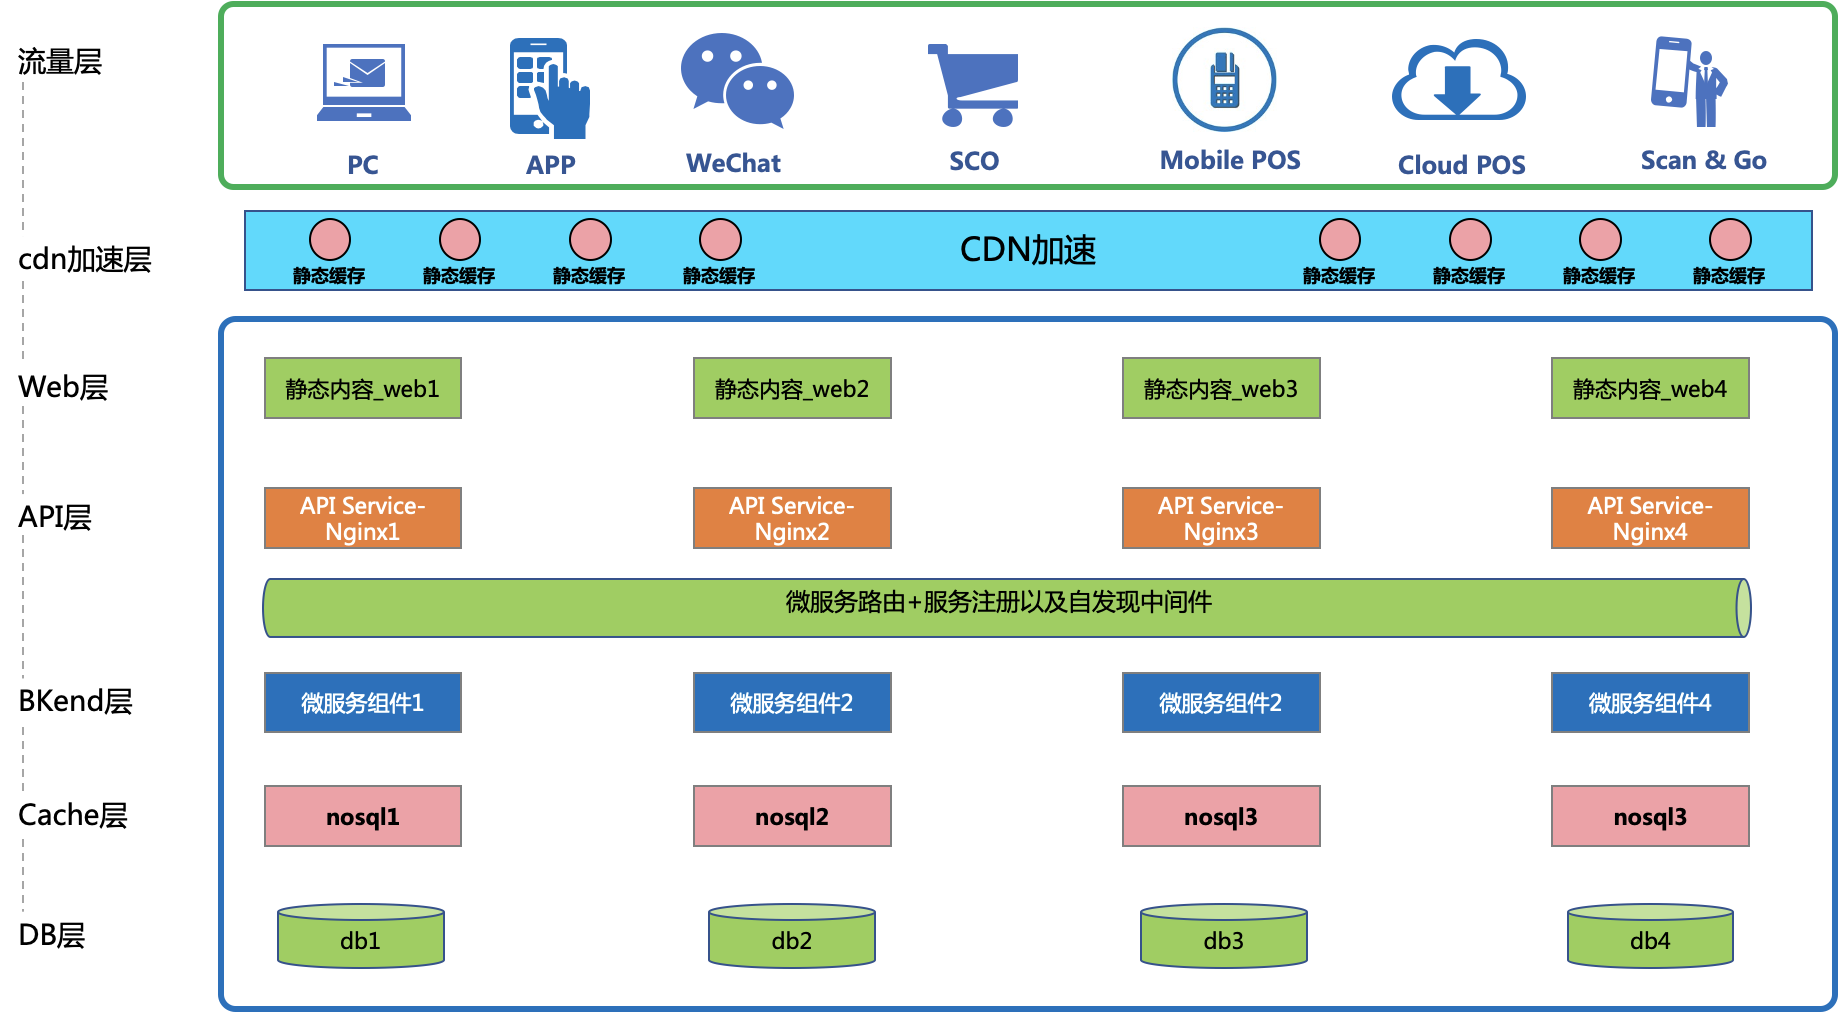 流量层
PC
APP
WeChat
SCO
Mobile POS
Cloud POS
Scan & Go
cdn加速层
静态缓存
静态缓存
静态缓存
静态缓存
CDN加速
静态缓存
静态缓存
静态缓存
静态缓存
Web层
静态内容_web1
静态内容_web2
静态内容_web3
静态内容_web4
API层
API Service-
Nginx1
API Service-
Nginx2
API Service-
Nginx3
API Service-
Nginx4
微服务路由+服务注册以及自发现中间件
BKend层
微服务组件1
微服务组件2
微服务组件2
微服务组件4
Cache层
nosql1
nosql2
nosql3
nosql3
DB层
db1
db2
db3
db4